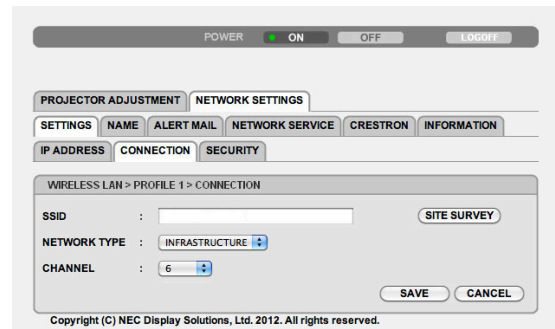 POWER ON OFF LOGOFF
PROJECTOR ADJUSTMENT NETWORK SETTINGS
SETTINGS NAME ALERT MAIL NETWORK SERVICE CRESTRON INFORMATION
IP ADDRESS CONNECTION SECURITY
WIRELESS LAN > PROFILE 1 > CONNECTION
SSID : SITE SURVEY
NETWORK TYPE : INFRASTRUCTURE
CHANNEL : 6
SAVE CANCEL
Copyright (C) NEC Display Solutions, Ltd. 2012. All rights reserved.